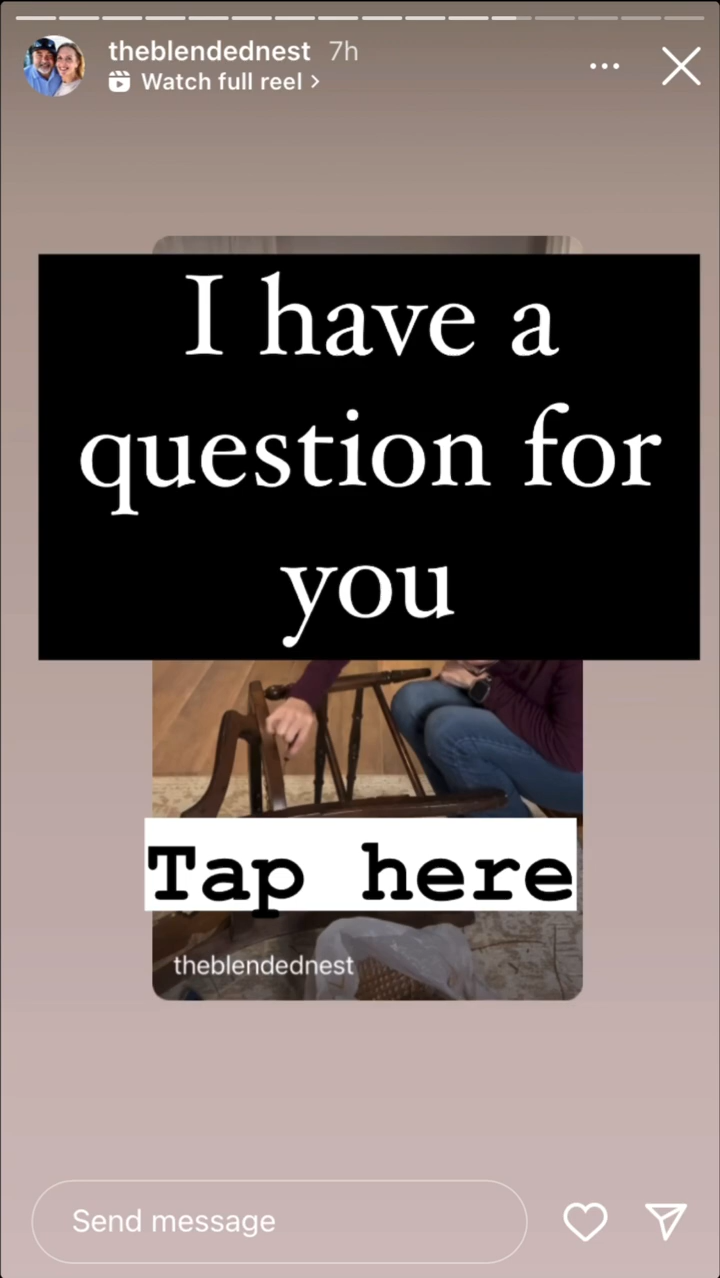 theblendednest 7h
Watch full reel >
I have a
question for
you
Tap here
theblendednest
Send message